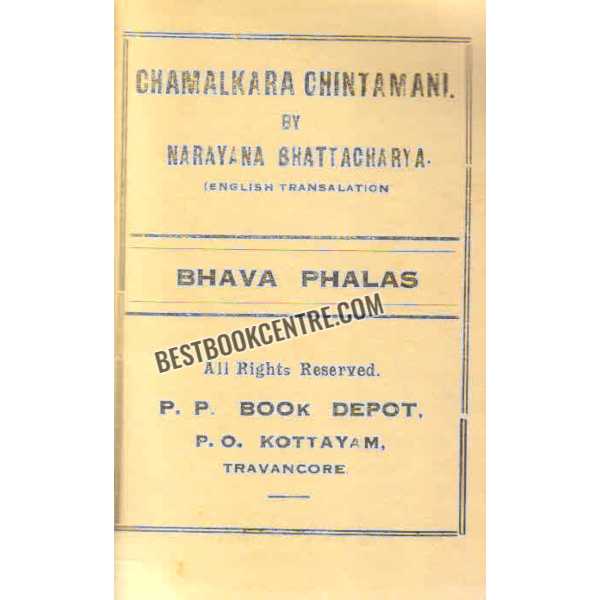 CHAMALKARA CHINTAMANI.
BY
NARAYANA BHATTACHARYA.
(ENGLISH TRANSALATION
BHAVA PHALAS
BESTBOOKCENTRE.COM
All Rights Reserved.
P. P. BOOK DEPOT,
P. O. KOTTAYAM,
TRAVANCORE.